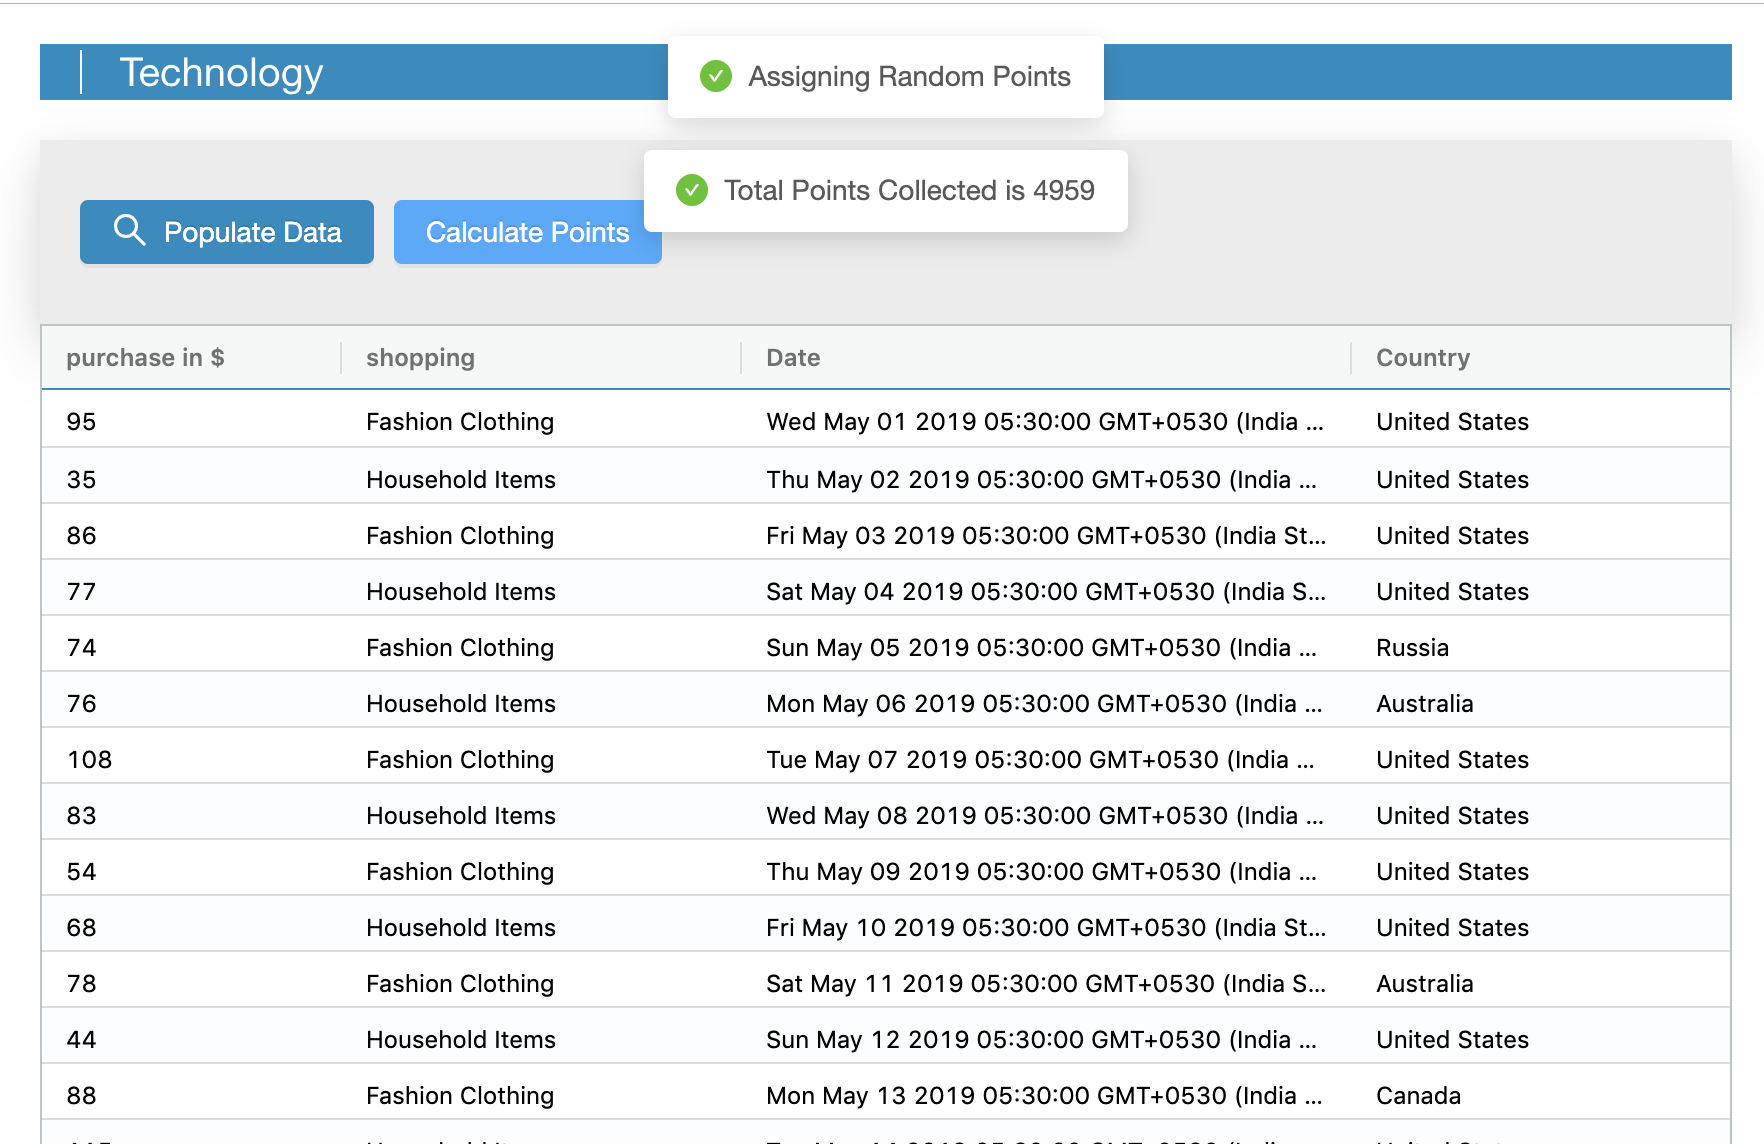 Technology
Assigning Random Points
Total Points Collected is 4959
Populate Data Calculate Points
purchase in $ shopping Date Country
95 Fashion Clothing Wed May 01 2019 05:30:00 GMT+0530 (India ... United States
35 Household Items Thu May 02 2019 05:30:00 GMT+0530 (India ... United States
86 Fashion Clothing Fri May 03 2019 05:30:00 GMT+0530 (India St... United States
77 Household Items Sat May 04 2019 05:30:00 GMT+0530 (India S... United States
74 Fashion Clothing Sun May 05 2019 05:30:00 GMT+0530 (India ... Russia
76 Household Items Mon May 06 2019 05:30:00 GMT+0530 (India ... Australia
108 Fashion Clothing Tue May 07 2019 05:30:00 GMT+0530 (India ... United States
83 Household Items Wed May 08 2019 05:30:00 GMT+0530 (India ... United States
54 Fashion Clothing Thu May 09 2019 05:30:00 GMT+0530 (India ... United States
68 Household Items Fri May 10 2019 05:30:00 GMT+0530 (India St... United States
78 Fashion Clothing Sat May 11 2019 05:30:00 GMT+0530 (India S... Australia
44 Household Items Sun May 12 2019 05:30:00 GMT+0530 (India ... United States
88 Fashion Clothing Mon May 13 2019 05:30:00 GMT+0530 (India ... Canada